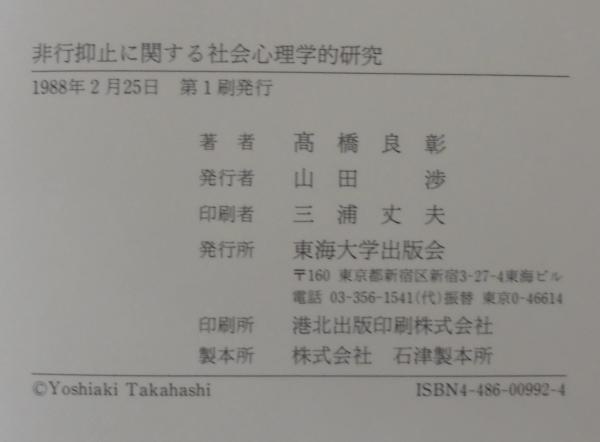 非行抑止に関する社会心理学的研究
1988年2月25日 第1刷発行
著者 髙橋良彰
発行者 山田渉
印刷者 三浦丈夫
発行所 東海大学出版会
〒160 東京都新宿区新宿3-27-4東海ビル
電話 03-356-1541(代)振替 東京0-46614
印刷所 港北出版印刷株式会社
製本所 株式会社 石津製本所
©Yoshiaki Takahashi ISBN4-486-00992-4